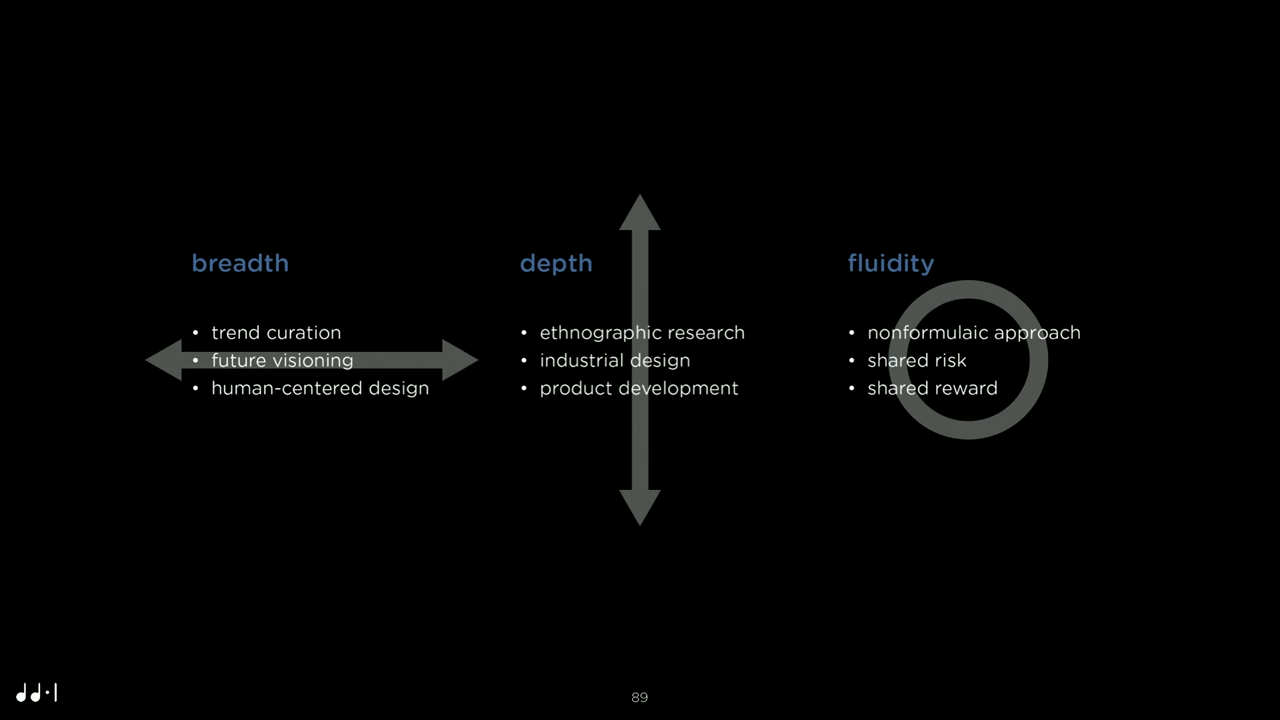 breadth
• trend curation
• future visioning
• human-centered design
depth
• ethnographic research
• industrial design
• product development
fluidity
• nonformulaic approach
• shared risk
• shared reward
89